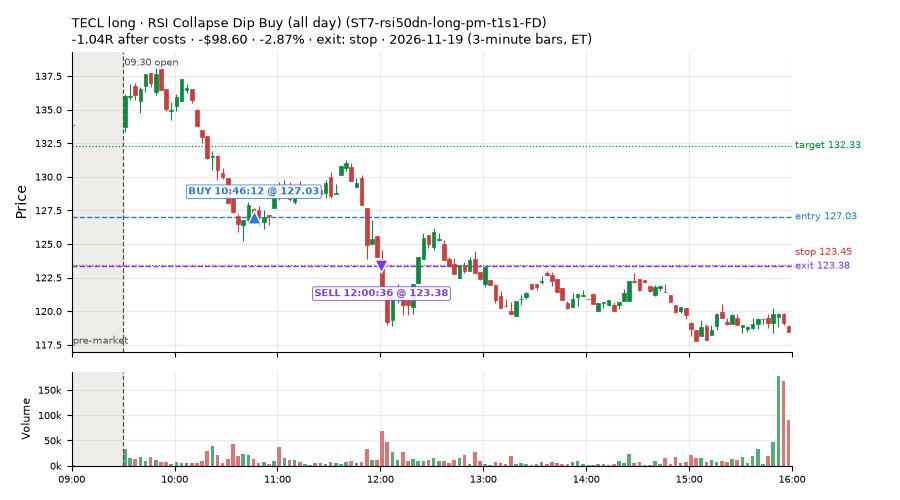 TECL long · RSI Collapse Dip Buy (all day) (ST7-rsi50dn-long-pm-t1s1-FD)
-1.04R after costs · -$98.60 · -2.87% · exit: stop · 2026-11-19 (3-minute bars, ET)
09:30 open
137.5
135.0
132.5
130.0
127.5
125.0
122.5
120.0
117.5
Price
target 132.33
BUY 10:46:12 @ 127.03
entry 127.03
stop 123.45
exit 123.38
SELL 12:00:36 @ 123.38
pre-market
150k
100k
50k
0k
Volume
09:00
10:00
11:00
12:00
13:00
14:00
15:00
16:00